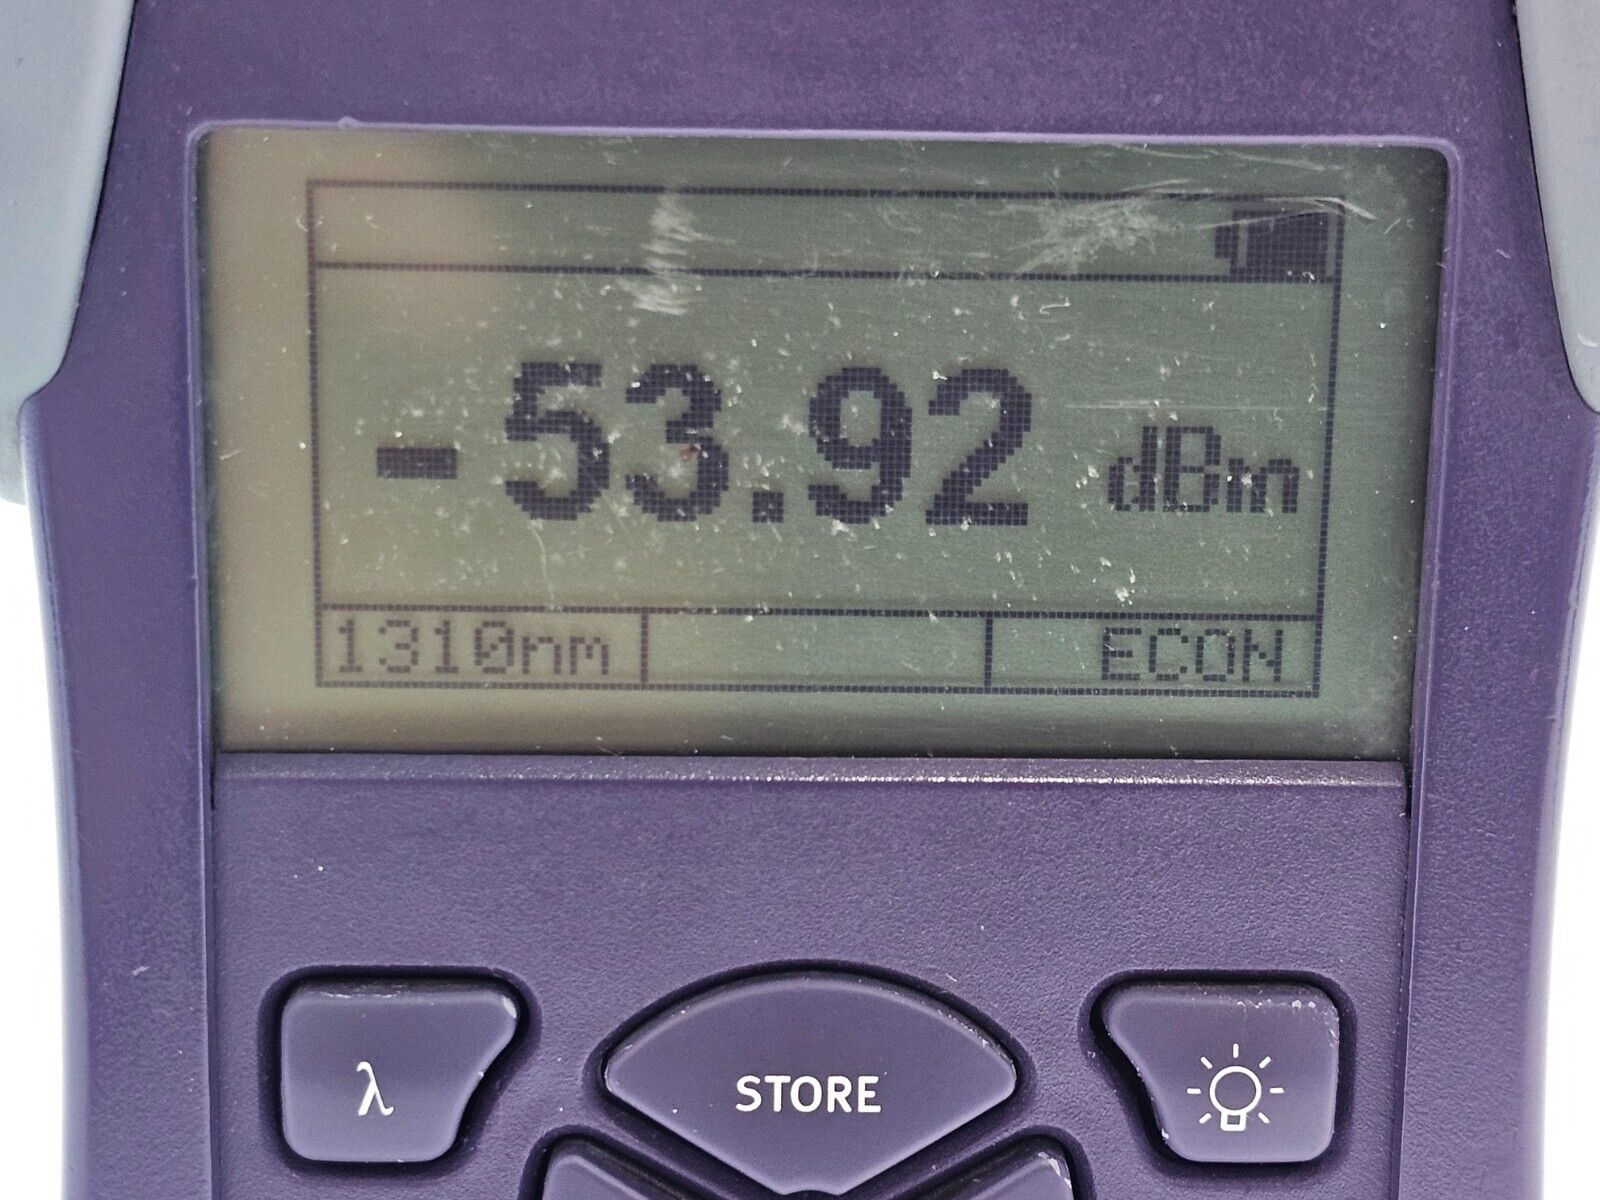 -53.92 dBm
1310nm ECON
λ STORE